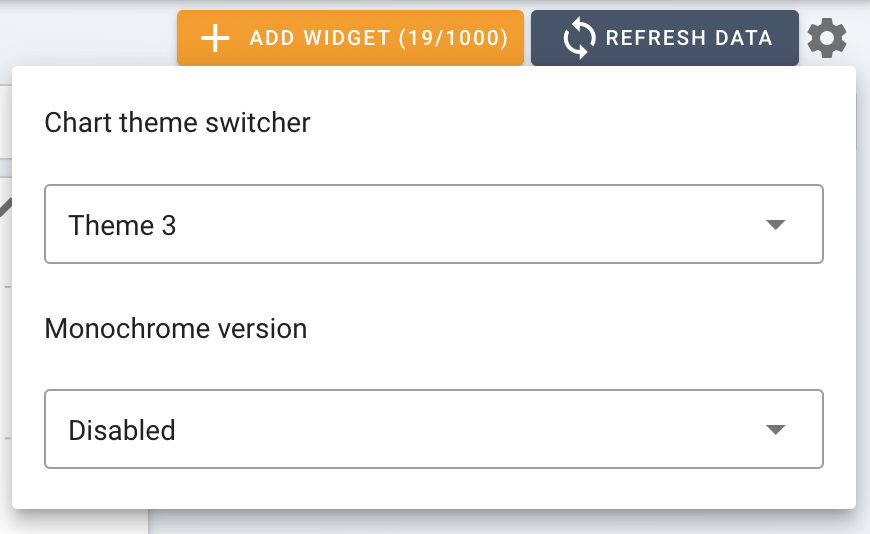 ADD WIDGET (19/1000)
REFRESH DATA
Chart theme switcher
Theme 3
Monochrome version
Disabled